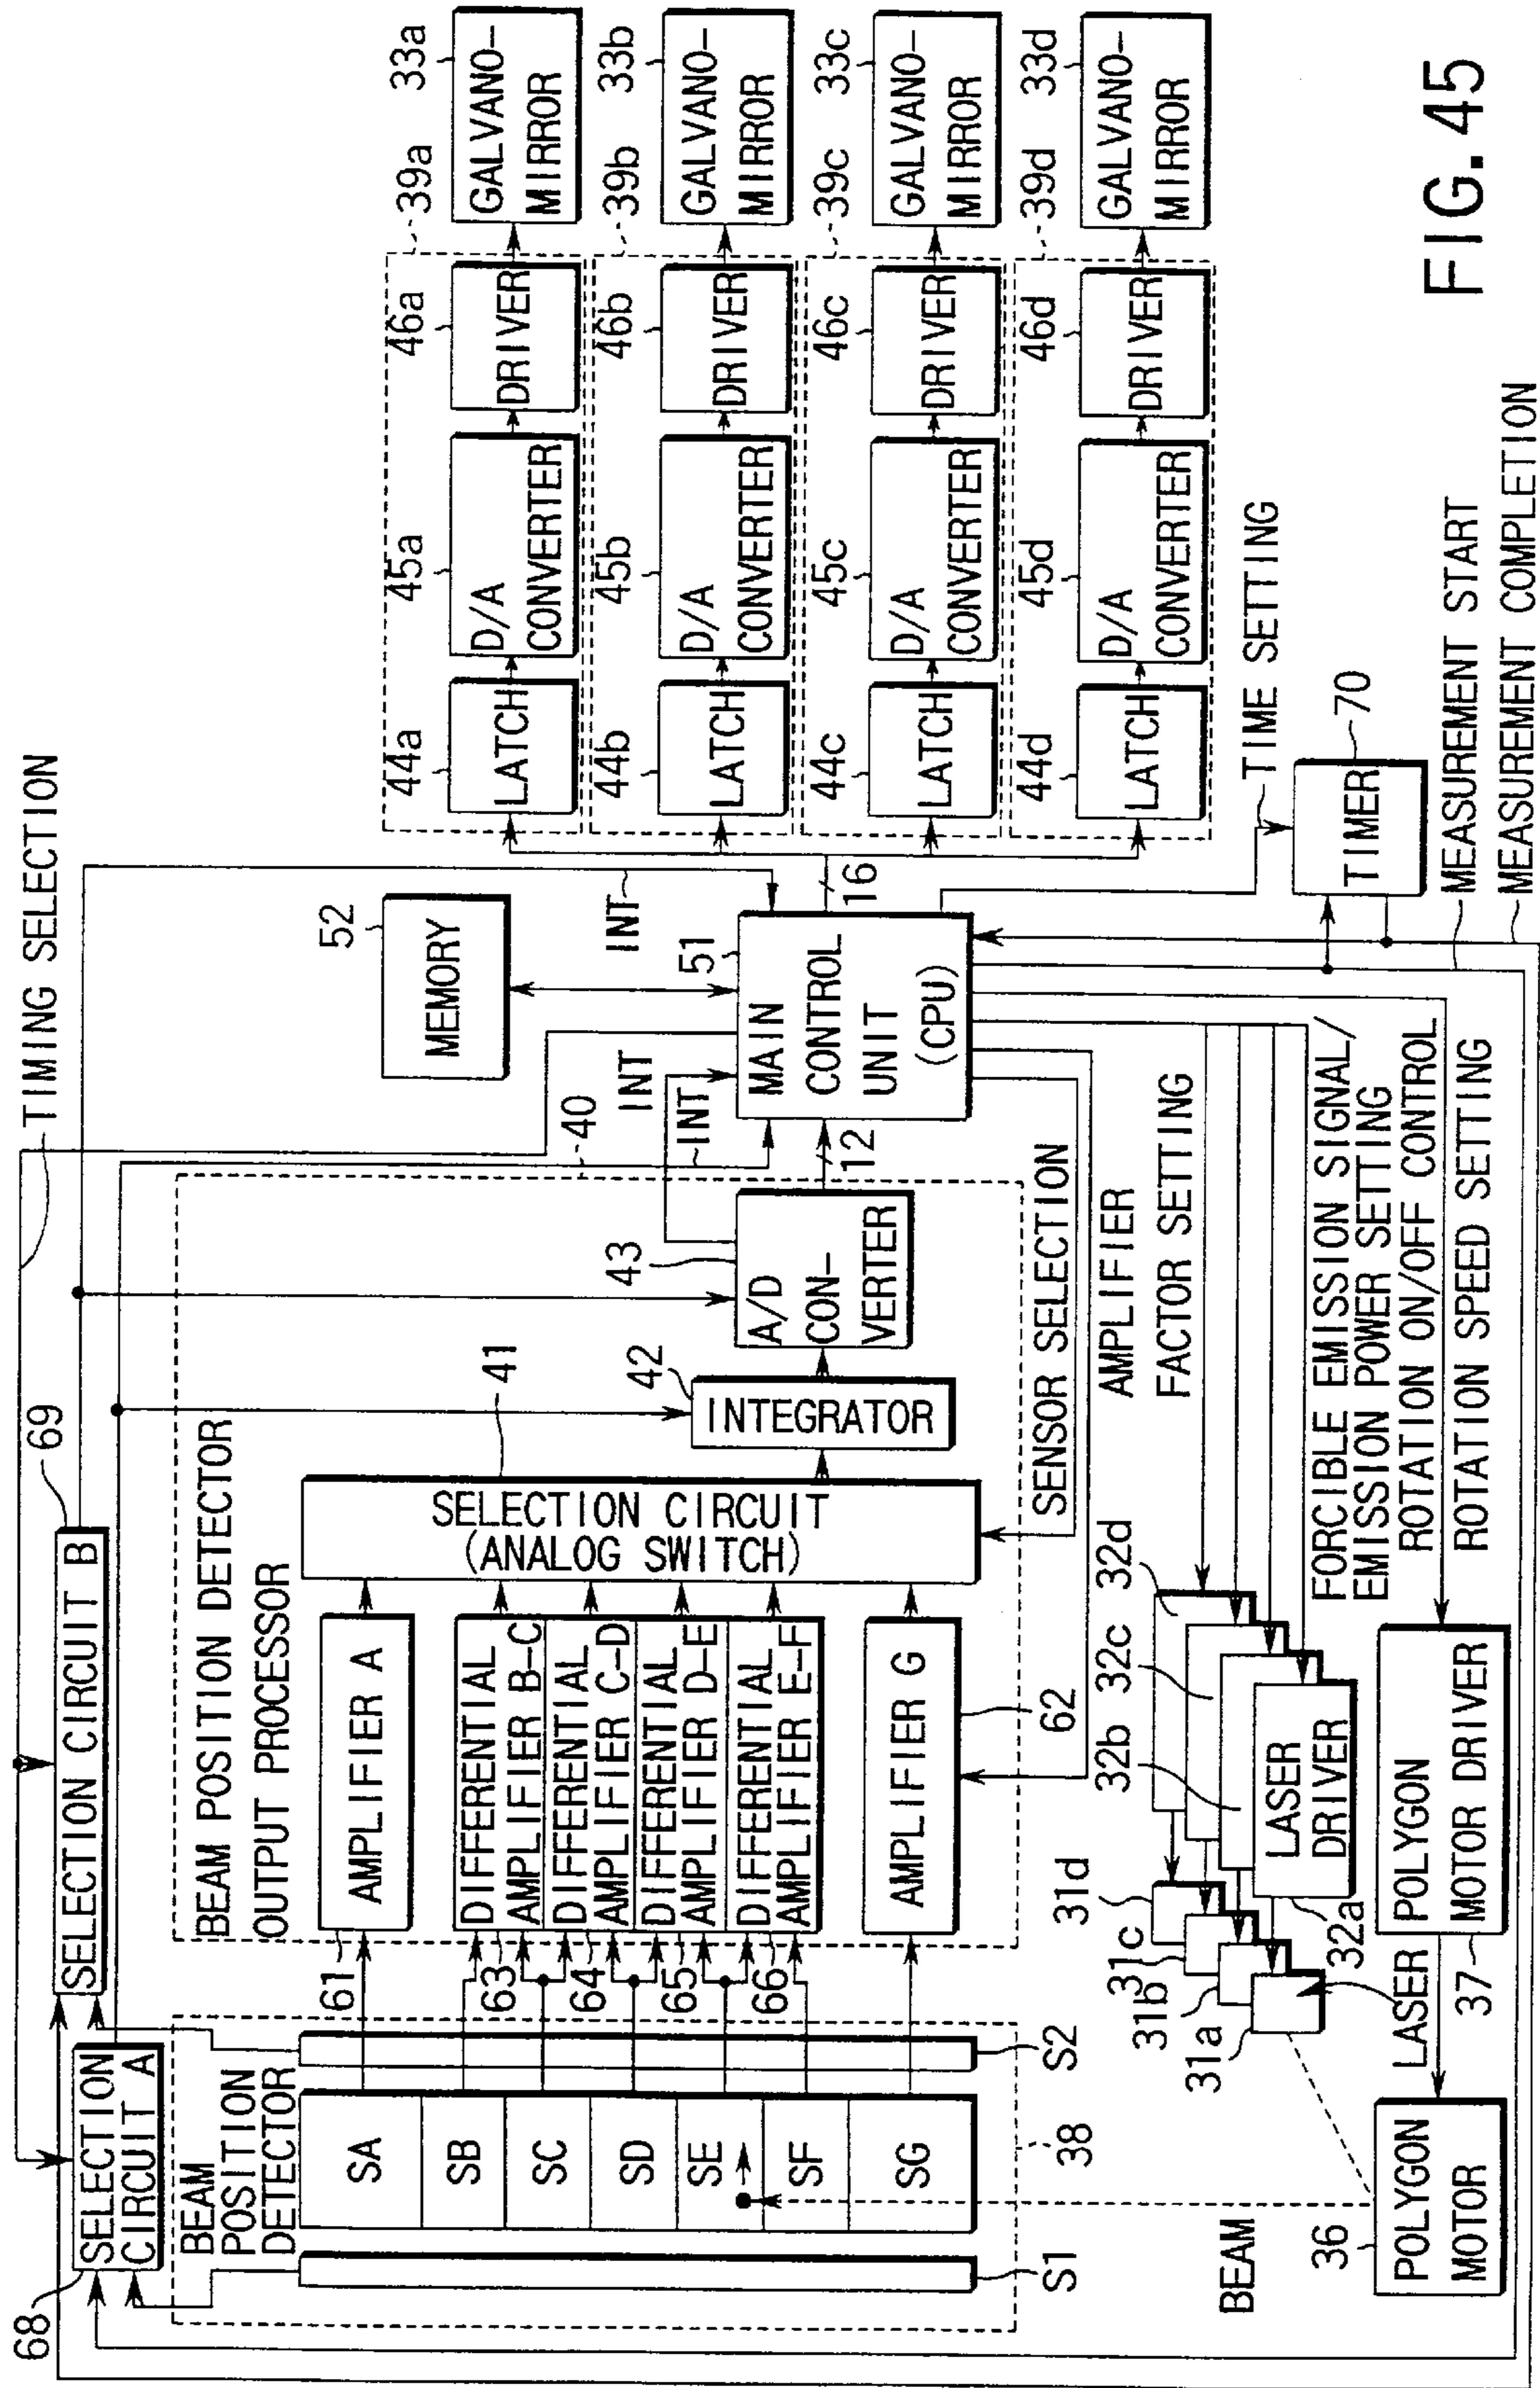 TIMING SELECTION
68
SELECTION
CIRCUIT A
SELECTION CIRCUIT B
69
BEAM
POSITION
DETECTOR
S1
SA
SB
SC
SD
SE
SF
SG
S2
38
BEAM POSITION DETECTOR
OUTPUT PROCESSOR
40
61
AMPLIFIER A
63
DIFFERENTIAL
AMPLIFIER B-C
64
DIFFERENTIAL
AMPLIFIER C-D
65
DIFFERENTIAL
AMPLIFIER D-E
66
DIFFERENTIAL
AMPLIFIER E-F
AMPLIFIER G
62
41
SELECTION CIRCUIT
(ANALOG SWITCH)
42
INTEGRATOR
43
A/D
CON-
VERTER
12
INT
INT
INT
52
MEMORY
51
MAIN
CONTROL
UNIT
(CPU)
16
44a
LATCH
45a
D/A
CONVERTER
46a
DRIVER
39a
GALVANO-
MIRROR
33a
44b
LATCH
45b
D/A
CONVERTER
46b
DRIVER
39b
GALVANO-
MIRROR
33b
44c
LATCH
45c
D/A
CONVERTER
46c
DRIVER
39c
GALVANO-
MIRROR
33c
44d
LATCH
45d
D/A
CONVERTER
46d
DRIVER
39d
GALVANO-
MIRROR
33d
TIME SETTING
70
TIMER
MEASUREMENT START
MEASUREMENT COMPLETION
SENSOR SELECTION
AMPLIFIER
FACTOR SETTING
FORCIBLE EMISSION SIGNAL/
EMISSION POWER SETTING
ROTATION ON/OFF CONTROL
ROTATION SPEED SETTING
31d
31c
31b
31a
32d
32c
32b
LASER
DRIVER
32a
LASER
BEAM
36
POLYGON
MOTOR
37
POLYGON
MOTOR DRIVER
FIG. 45